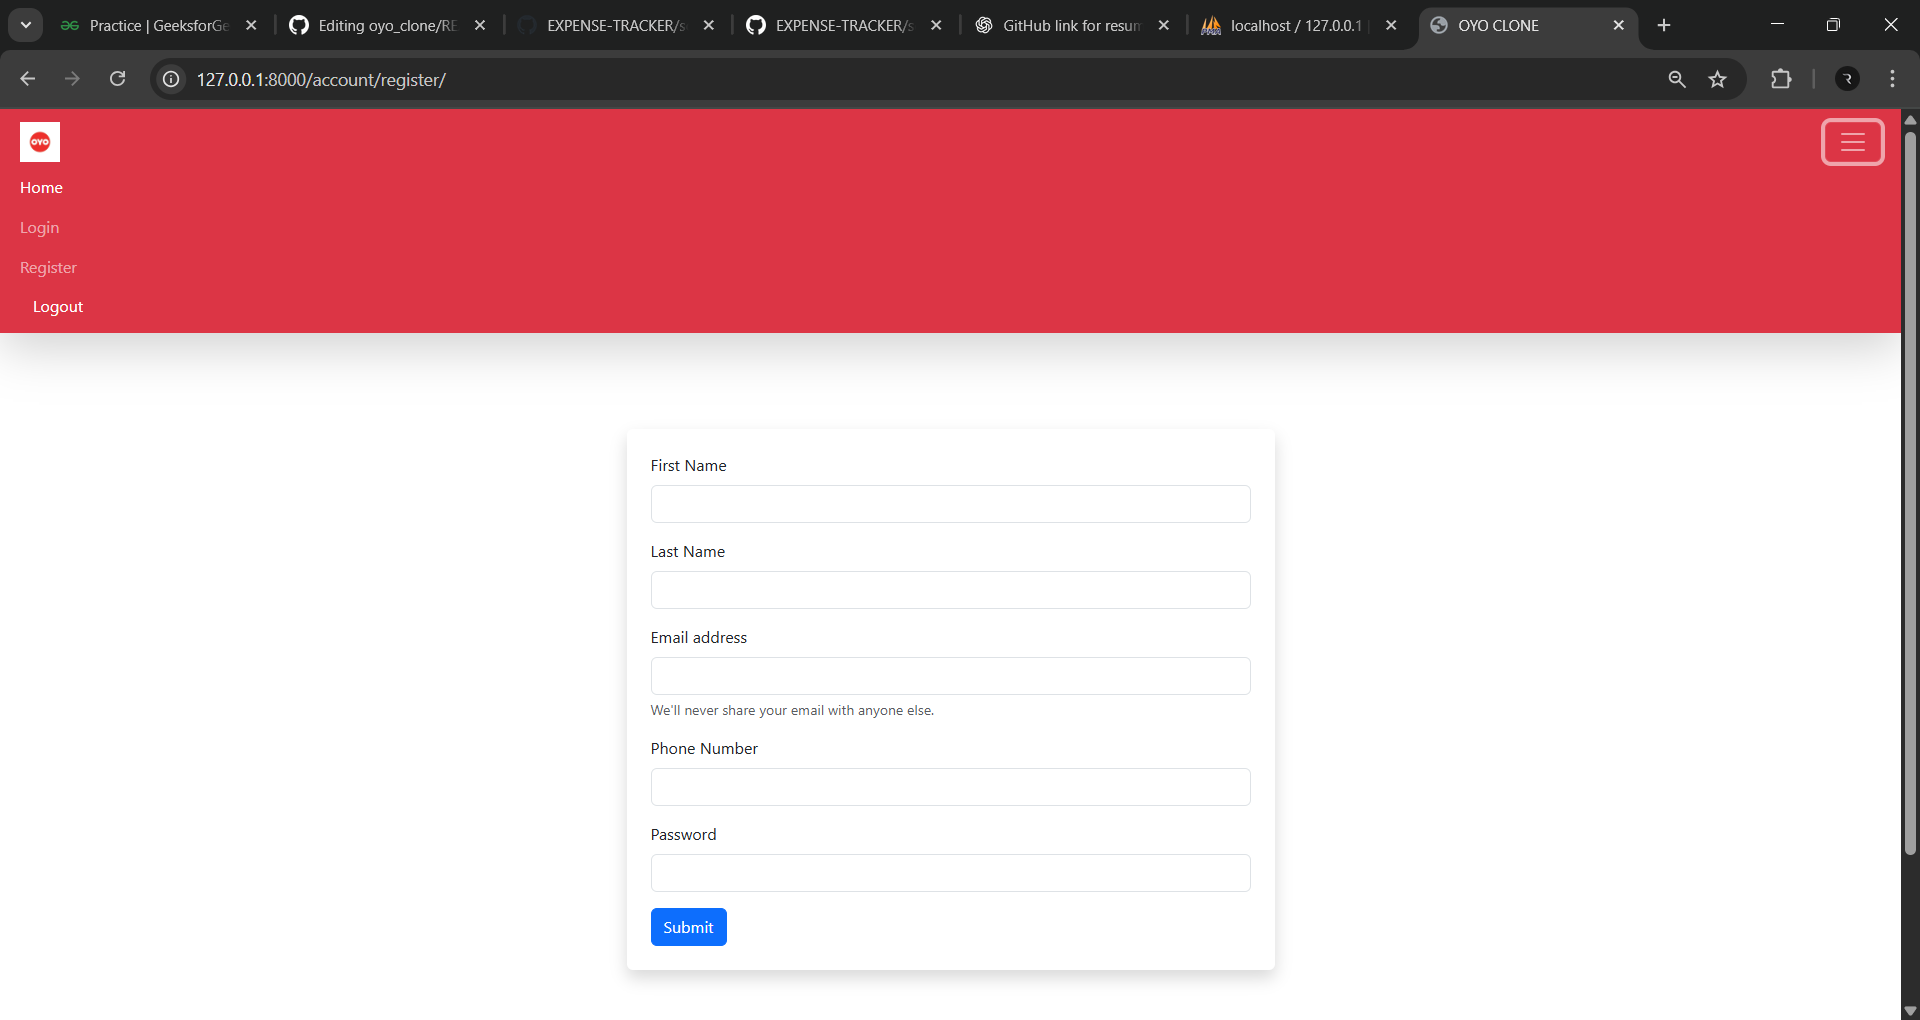 Practice | GeeksforGe
Editing oyo_clone/RE
EXPENSE-TRACKER/s
EXPENSE-TRACKER/s
GitHub link for resum
localhost / 127.0.0.1 |
OYO CLONE
127.0.0.1:8000/account/register/
OYO
Home
Login
Register
Logout
First Name
Last Name
Email address
We'll never share your email with anyone else.
Phone Number
Password
Submit